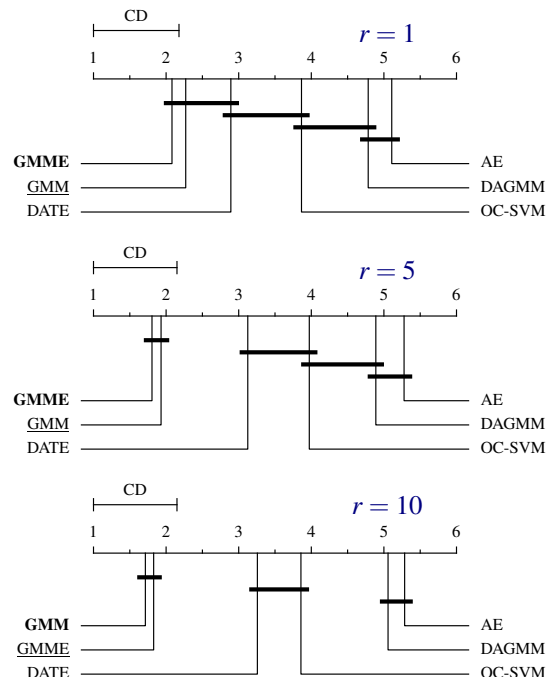 CD
r = 1
1 2 3 4 5 6
GMME AE
GMM DAGMM
DATE OC-SVM
CD
r = 5
1 2 3 4 5 6
GMME AE
GMM DAGMM
DATE OC-SVM
CD
r = 10
1 2 3 4 5 6
GMM AE
GMME DAGMM
DATE OC-SVM